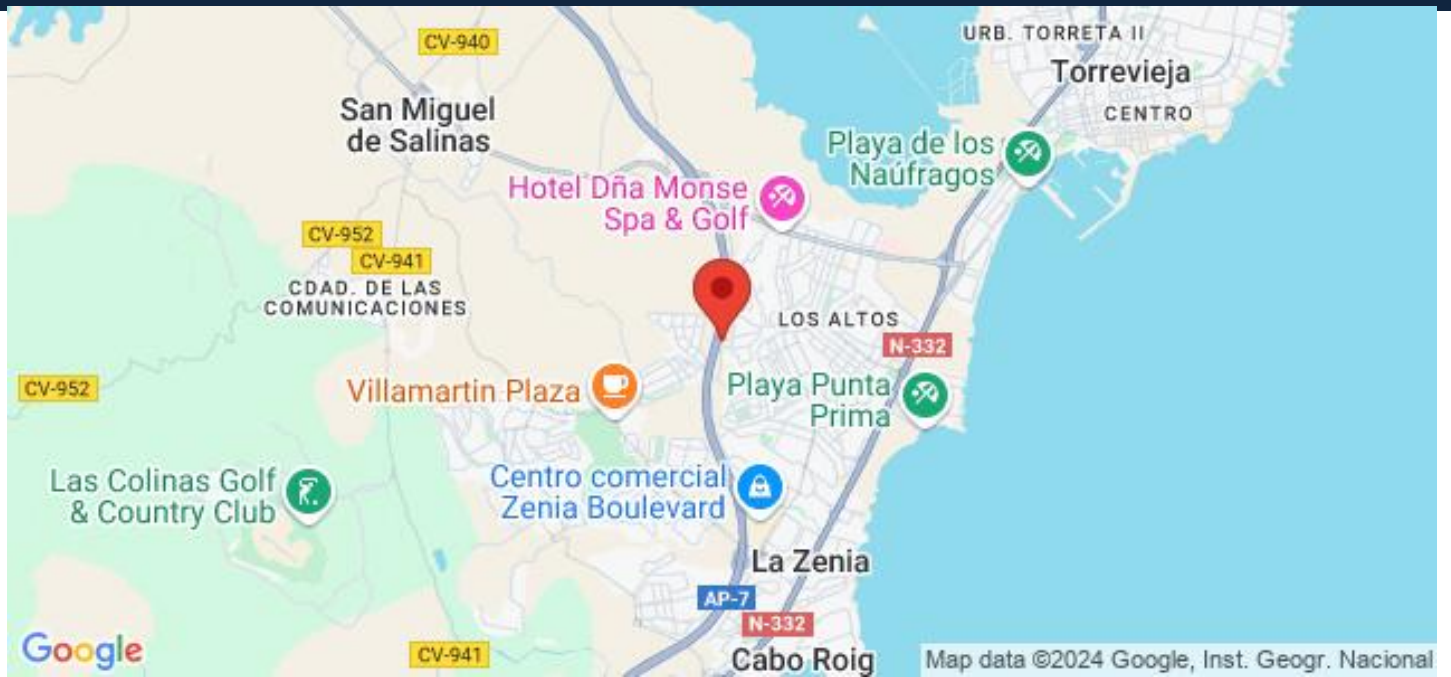 CV-940
URB. TORRETA II
Torrevieja
CENTRO
San Miguel
de Salinas
Playa de los
Naúfragos
Hotel Dña Monse
Spa & Golf
CV-952
CV-941
CDAD. DE LAS
COMUNICACIONES
LOS ALTOS
N-332
CV-952
Villamartin Plaza
Playa Punta
Prima
Las Colinas Golf
& Country Club
Centro comercial
Zenia Boulevard
La Zenia
AP-7
N-332
Google
CV-941
Cabo Roig
Map data ©2024 Google, Inst. Geogr. Nacional